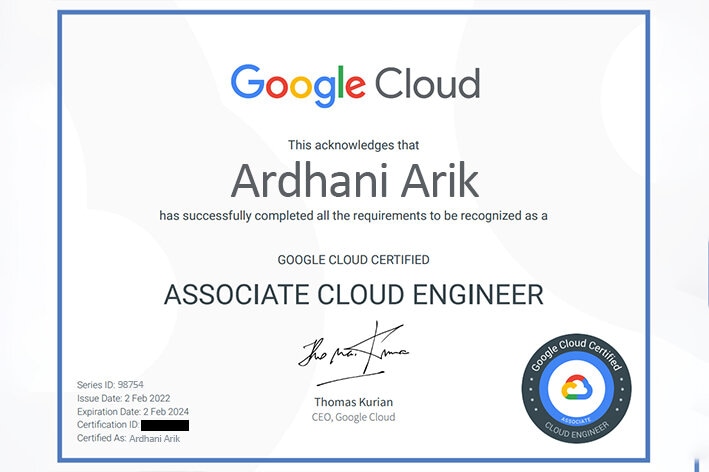 Google Cloud
This acknowledges that
Ardhani Arik
has successfully completed all the requirements to be recognized as a
GOOGLE CLOUD CERTIFIED
ASSOCIATE CLOUD ENGINEER
Thomas Kurian
CEO, Google Cloud
Series ID: 98754
Issue Date: 2 Feb 2022
Expiration Date: 2 Feb 2024
Certification ID:
Certified As: Ardhani Arik
Google Cloud Certified
ASSOCIATE
CLOUD ENGINEER